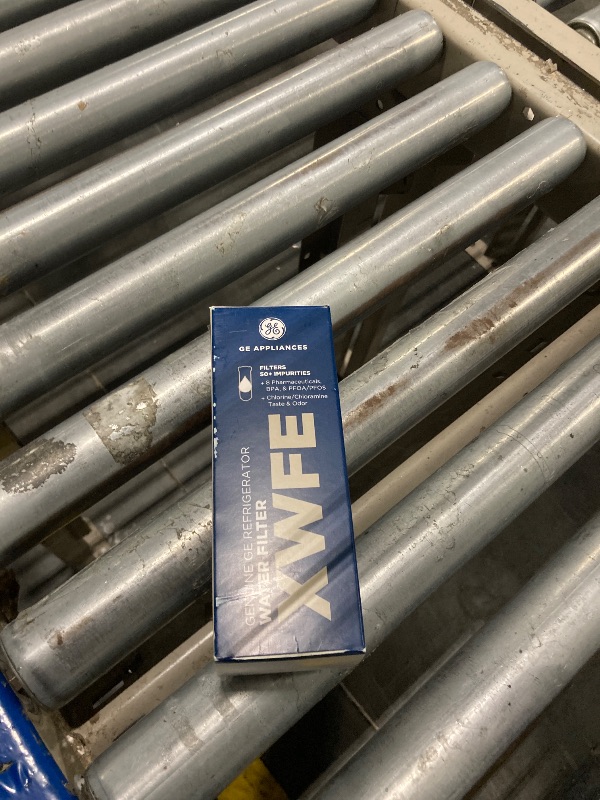 GE
GE APPLIANCES
FILTERS
50+ IMPURITIES
+ 8 Pharmaceuticals,
BPA, & PFOA/PFOS
+ Chlorine/Chloramine
Taste & Odor
GENUINE GE REFRIGERATOR
WATER FILTER
XWFE